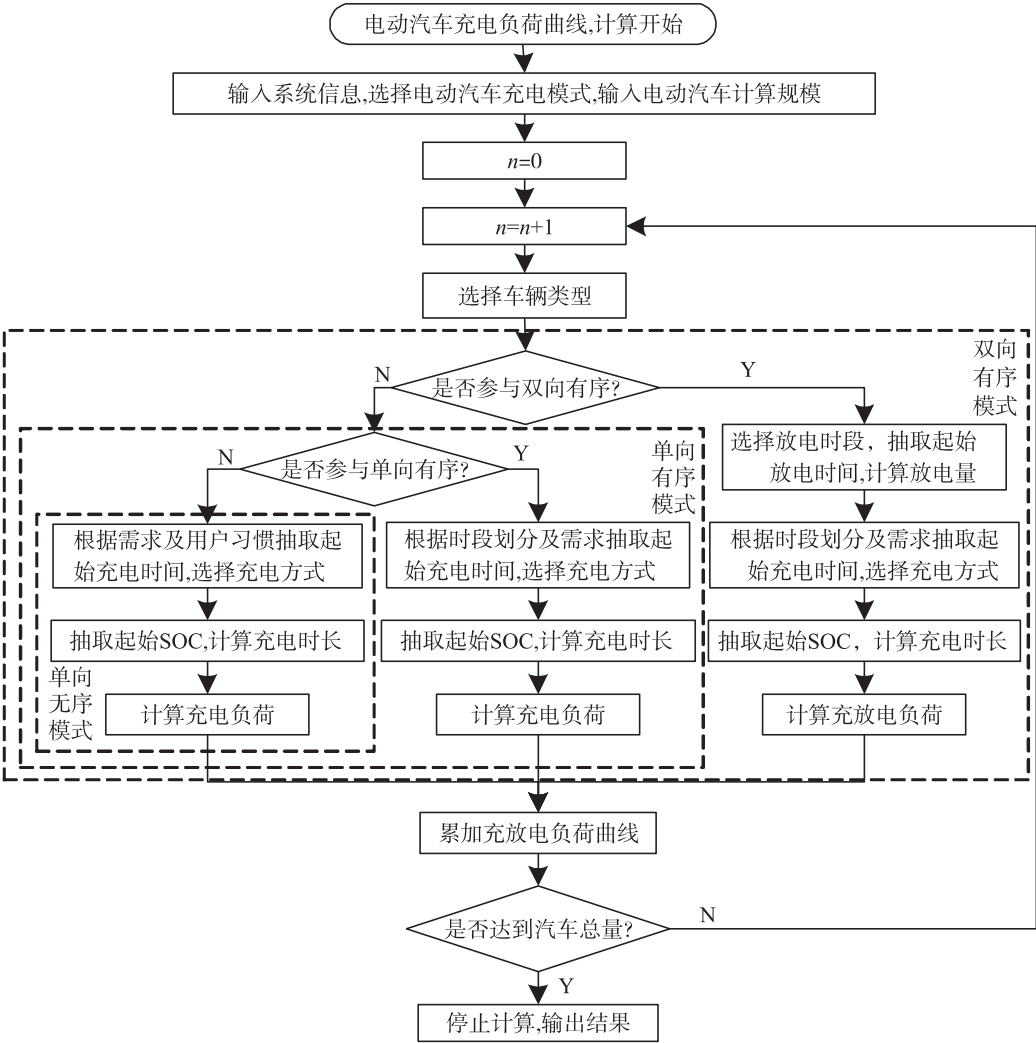 电动汽车充电负荷曲线,计算开始
输入系统信息,选择电动汽车充电模式,输入电动汽车计算规模
n=0
n=n+1
选择车辆类型
双向
有序
模式
是否参与双向有序?
N
Y
选择放电时段，抽取起始
放电时间,计算放电量
单向
有序
模式
是否参与单向有序?
N
Y
根据需求及用户习惯抽取起
始充电时间,选择充电方式
根据时段划分及需求抽取起
始充电时间,选择充电方式
根据时段划分及需求抽取起
始充电时间,选择充电方式
抽取起始SOC,计算充电时长
抽取起始SOC,计算充电时长
抽取起始SOC，计算充电时长
单向
无序
模式
计算充电负荷
计算充电负荷
计算充放电负荷
累加充放电负荷曲线
是否达到汽车总量?
N
Y
停止计算,输出结果